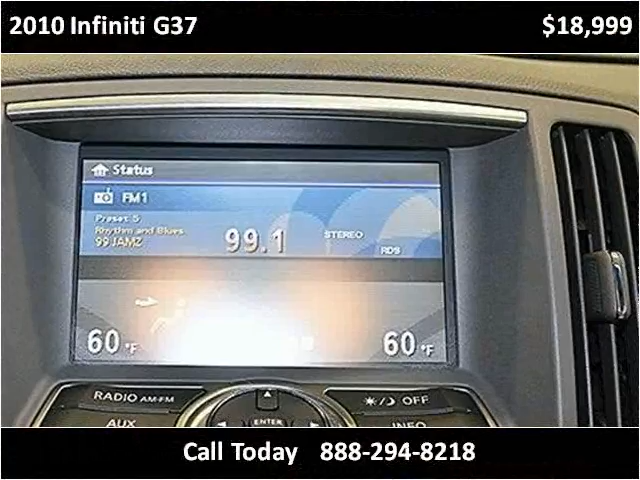 2010 Infiniti G37 $18,999
Status
FM1
Preset 5
Rhythm and Blues
99 JAMZ
99.1
STEREO
RDS
60 °F 60 °F
RADIO AM-FM
OFF
AUX
ENTER
INFO
Call Today 888-294-8218